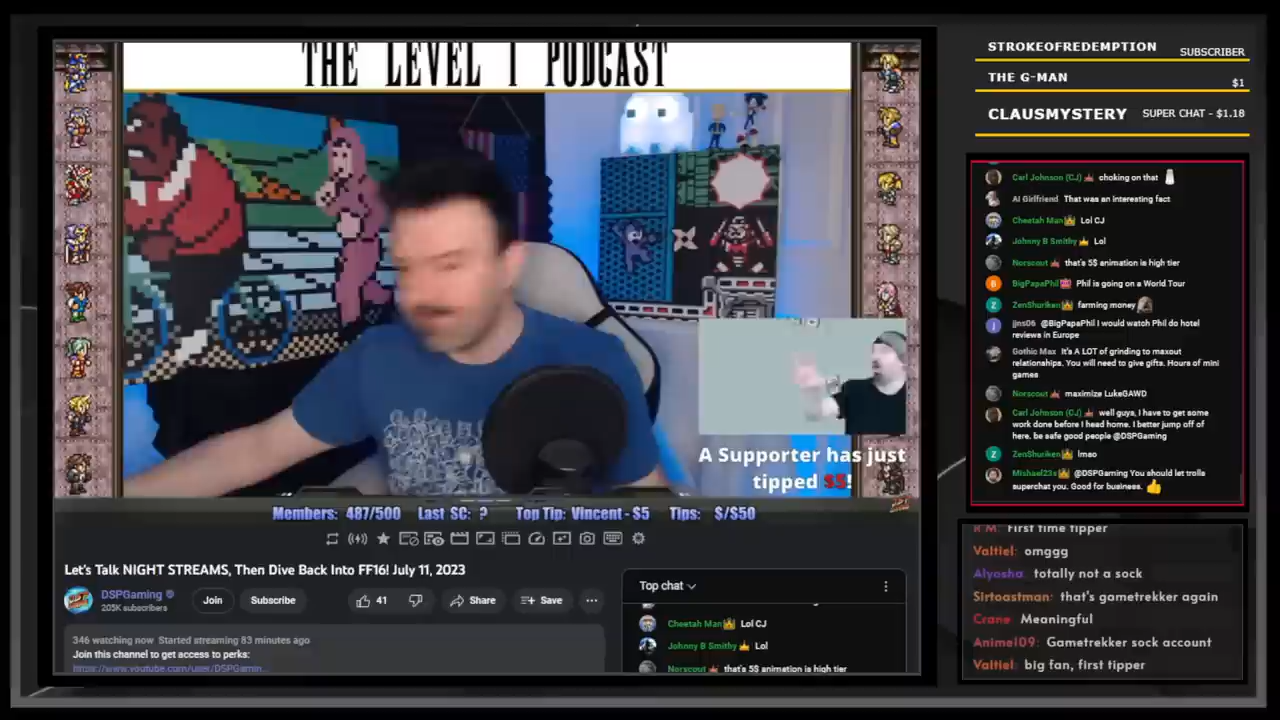 THE LEVEL 1 PODCAST
A Supporter has just
tipped $5!
Members: 487/500 Last SC: ? Top Tip: Vincent - $5 Tips: $/$50
Let's Talk NIGHT STREAMS, Then Dive Back Into FF16! July 11, 2023
DSPGaming
205K subscribers
Join
Subscribe
41
Share
Save
346 watching now Started streaming 83 minutes ago
Join this channel to get access to perks:
https://www.youtube.com/user/DSPGamin...
Top chat
Cheetah Man Lol CJ
Johnny B Smithy Lol
Norscout that's 5$ animation is high tier
STROKEOFREDEMPTION SUBSCRIBER
THE G-MAN $1
CLAUSMYSTERY SUPER CHAT - $1.18
Carl Johnson (CJ) choking on that
AI Girlfriend That was an interesting fact
Cheetah Man Lol CJ
Johnny B Smithy Lol
Norscout that's 5$ animation is high tier
BigPapaPhil Phil is going on a World Tour
ZenShuriken farming money
jjns06 @BigPapaPhil I would watch Phil do hotel
reviews in Europe
Gothic Max It's A LOT of grinding to maxout
relationships. You will need to give gifts. Hours of mini
games
Norscout maximize LukeGAWD
Carl Johnson (CJ) well guys, I have to get some
work done before I head home. I better jump off of
here. be safe good people @DSPGaming
ZenShuriken lmao
Mishael23s @DSPGaming You should let trolls
superchat you. Good for business.
R M: First time tipper
Valtiel: omggg
Alyosha: totally not a sock
Sirtoastman: that's gametrekker again
Crane: Meaningful
Anime109: Gametrekker sock account
Valtiel: big fan, first tipper